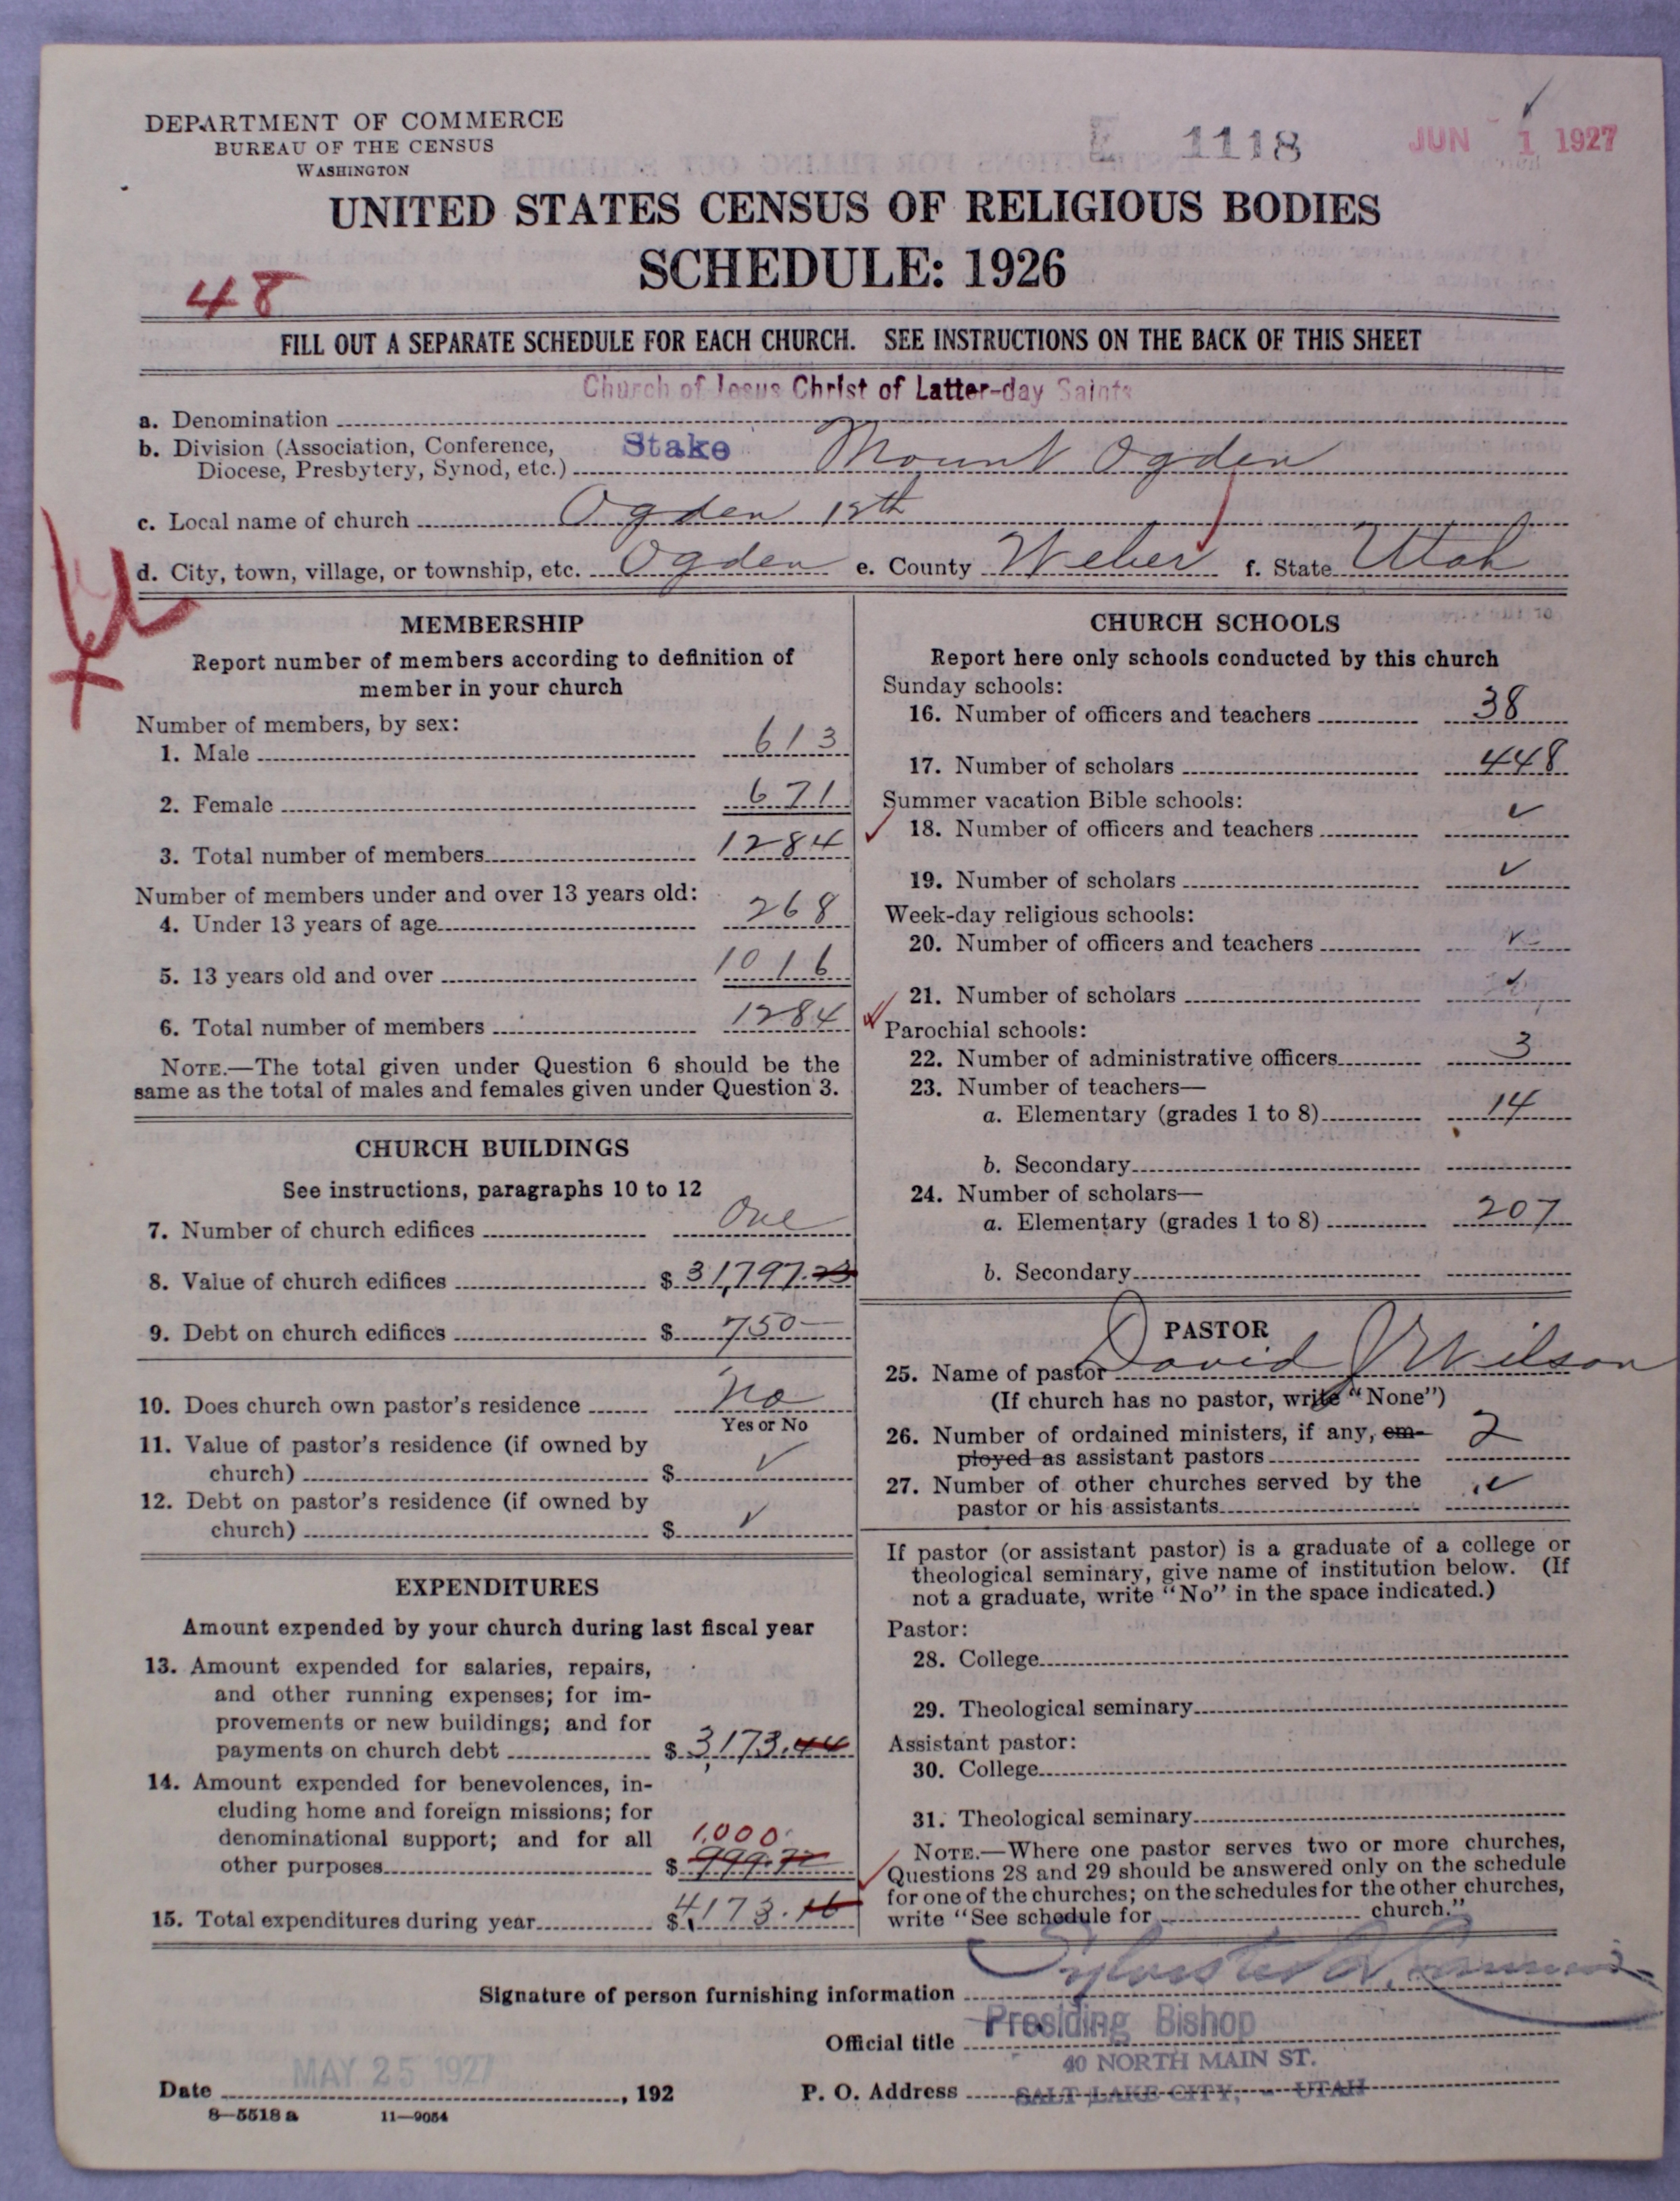 DEPARTMENT OF COMMERCE
BUREAU OF THE CENSUS
WASHINGTON
E 1118
JUN 1 1927
UNITED STATES CENSUS OF RELIGIOUS BODIES
SCHEDULE: 1926
48
FILL OUT A SEPARATE SCHEDULE FOR EACH CHURCH. SEE INSTRUCTIONS ON THE BACK OF THIS SHEET
Church of Jesus Christ of Latter-day Saints
a. Denomination
b. Division (Association, Conference, Diocese, Presbytery, Synod, etc.) Stake Mount Ogden
c. Local name of church Ogden
d. City, town, village, or township, etc. Ogden e. County Weber f. State Utah
MEMBERSHIP
Report number of members according to definition of
member in your church
Number of members, by sex:
1. Male 613
2. Female 671
3. Total number of members 1284
Number of members under and over 13 years old:
4. Under 13 years of age 268
5. 13 years old and over 1016
6. Total number of members 1284
NOTE.—The total given under Question 6 should be the
same as the total of males and females given under Question 3.
CHURCH BUILDINGS
See instructions, paragraphs 10 to 12
7. Number of church edifices One
8. Value of church edifices $ 31,797.23
9. Debt on church edifices $ 750—
10. Does church own pastor's residence No
Yes or No
11. Value of pastor's residence (if owned by
church) $ ✓
12. Debt on pastor's residence (if owned by
church) $ ✓
EXPENDITURES
Amount expended by your church during last fiscal year
13. Amount expended for salaries, repairs,
and other running expenses; for im-
provements or new buildings; and for
payments on church debt $ 3,173.44
14. Amount expended for benevolences, in-
cluding home and foreign missions; for
denominational support; and for all 1,000
other purposes $ 999.72
15. Total expenditures during year $ 4,173.16
CHURCH SCHOOLS
Report here only schools conducted by this church
Sunday schools:
16. Number of officers and teachers 38
17. Number of scholars 448
Summer vacation Bible schools:
18. Number of officers and teachers ✓
19. Number of scholars ✓
Week-day religious schools:
20. Number of officers and teachers ✓
21. Number of scholars ✓
Parochial schools:
22. Number of administrative officers 3
23. Number of teachers—
a. Elementary (grades 1 to 8) 14
b. Secondary
24. Number of scholars—
a. Elementary (grades 1 to 8) 207
b. Secondary
PASTOR
25. Name of pastor David J Wilson
(If church has no pastor, write "None")
26. Number of ordained ministers, if any, em-
ployed as assistant pastors 2
27. Number of other churches served by the
pastor or his assistants ✓
If pastor (or assistant pastor) is a graduate of a college or
theological seminary, give name of institution below. (If
not a graduate, write "No" in the space indicated.)
Pastor:
28. College
29. Theological seminary
Assistant pastor:
30. College
31. Theological seminary
NOTE.—Where one pastor serves two or more churches,
Questions 28 and 29 should be answered only on the schedule
for one of the churches; on the schedules for the other churches,
write "See schedule for church."
Signature of person furnishing information Sylvester Q. Cannon
Official title Presiding Bishop
40 NORTH MAIN ST.
Date MAY 25 1927, 192 P. O. Address SALT LAKE CITY, - UTAH
8—5518 a 11—9054